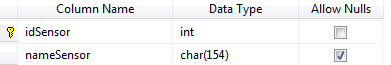 Column Name Data Type Allow Nulls
idSensor int
nameSensor char(154)